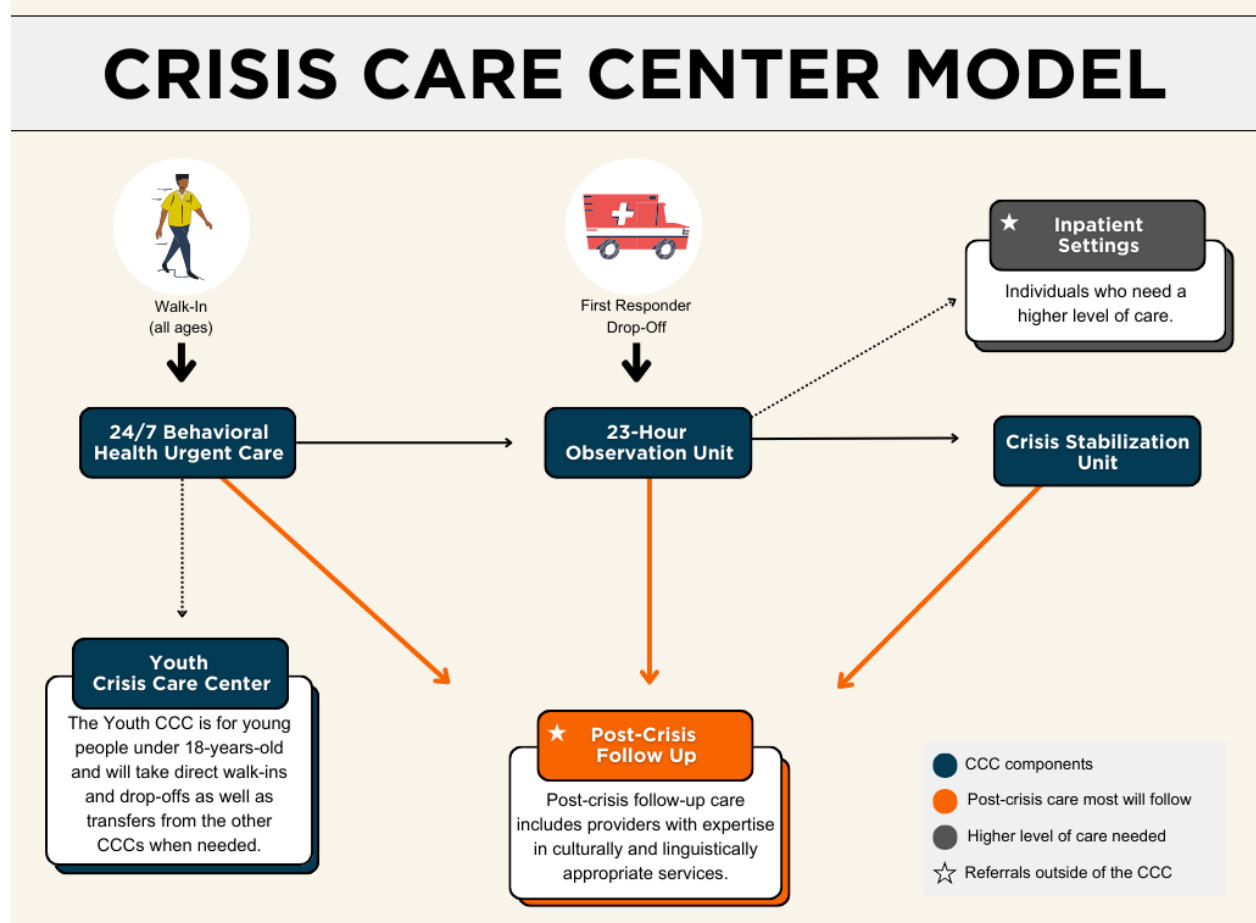 CRISIS CARE CENTER MODEL
Walk-In
(all ages)
First Responder
Drop-Off
Inpatient
Settings
Individuals who need a
higher level of care.
24/7 Behavioral
Health Urgent Care
23-Hour
Observation Unit
Crisis Stabilization
Unit
Youth
Crisis Care Center
The Youth CCC is for young
people under 18-years-old
and will take direct walk-ins
and drop-offs as well as
transfers from the other
CCCs when needed.
Post-Crisis
Follow Up
Post-crisis follow-up care
includes providers with expertise
in culturally and linguistically
appropriate services.
CCC components
Post-crisis care most will follow
Higher level of care needed
Referrals outside of the CCC